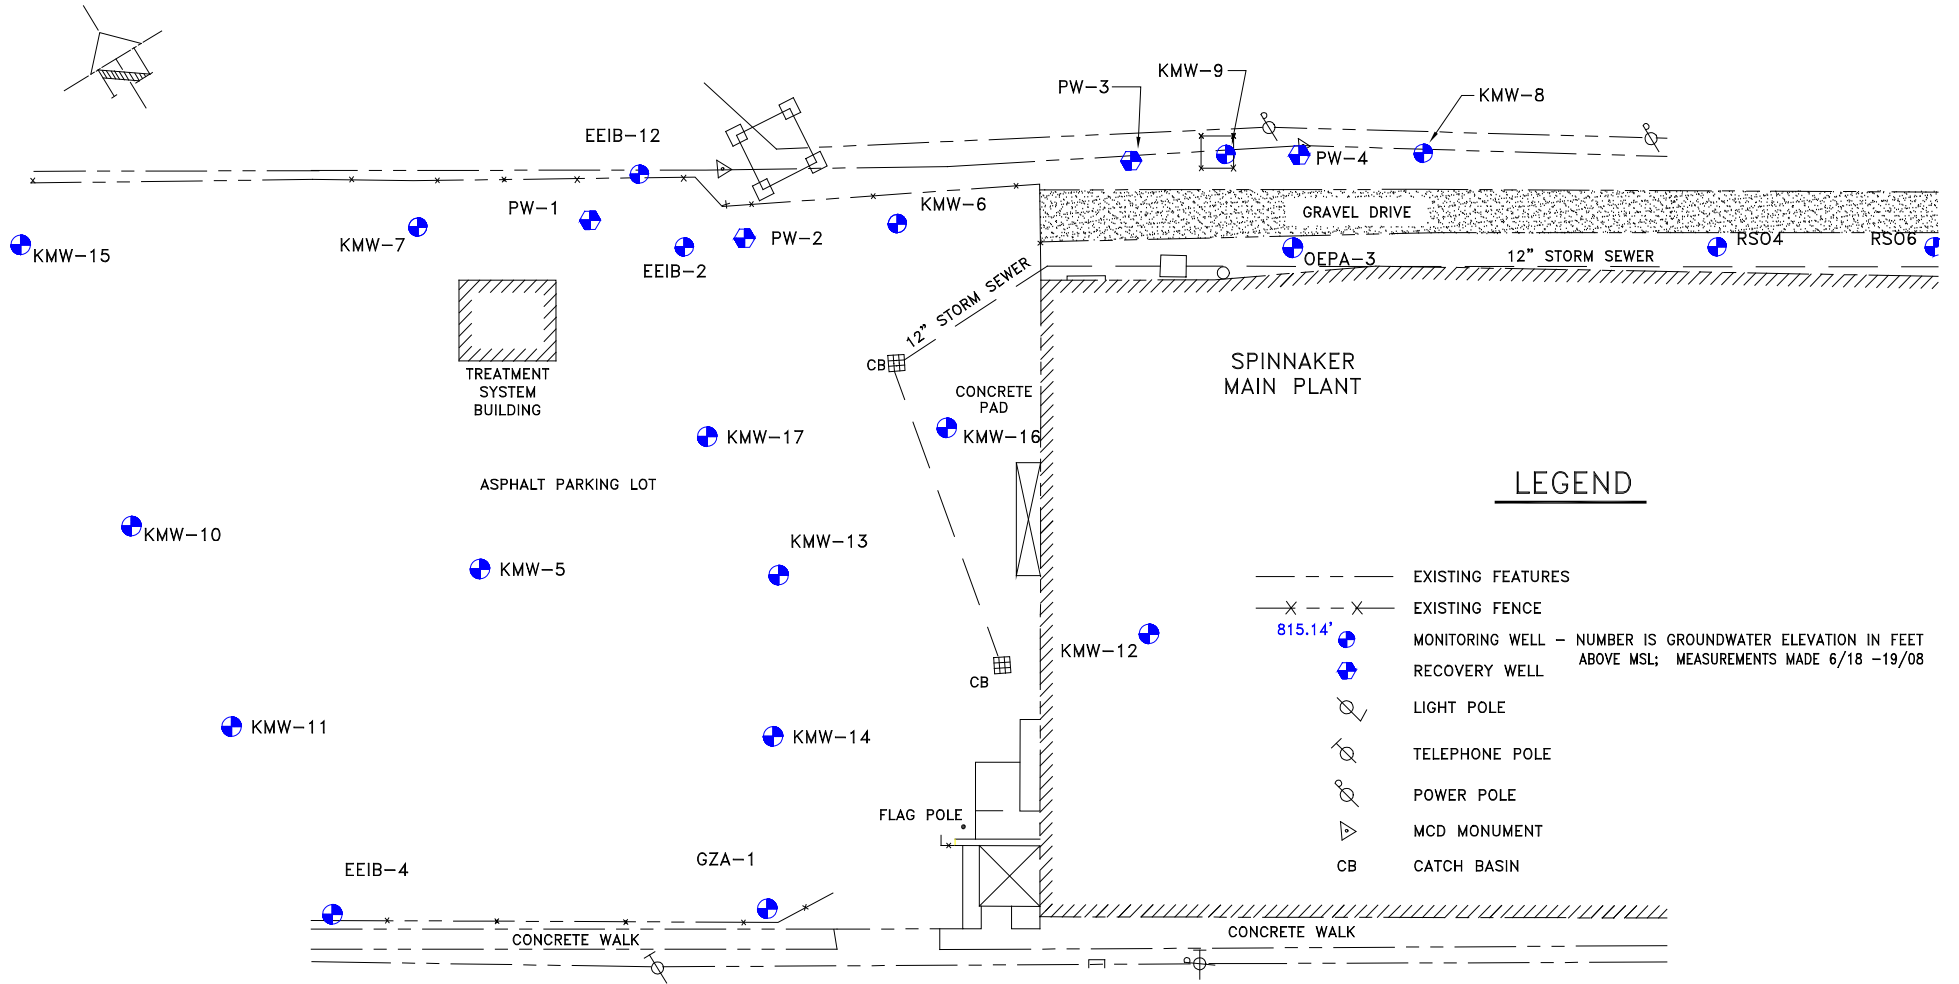 KMW-9
PW-3
KMW-8
EEIB-12
PW-4
KMW-6
PW-1
GRAVEL DRIVE
PW-2
KMW-7
RSO4
RSO6
KMW-15
12" STORM SEWER
OEPA-3
EEIB-2
12" STORM SEWER
CB
SPINNAKER
MAIN PLANT
TREATMENT
SYSTEM
BUILDING
CONCRETE
PAD
KMW-17
KMW-16
ASPHALT PARKING LOT
LEGEND
KMW-10
KMW-13
KMW-5
EXISTING FEATURES
EXISTING FENCE
815.14'
MONITORING WELL - NUMBER IS GROUNDWATER ELEVATION IN FEET
ABOVE MSL; MEASUREMENTS MADE 6/18 -19/08
KMW-12
RECOVERY WELL
CB
LIGHT POLE
KMW-11
KMW-14
TELEPHONE POLE
POWER POLE
FLAG POLE
MCD MONUMENT
CB CATCH BASIN
GZA-1
EEIB-4
CONCRETE WALK
CONCRETE WALK